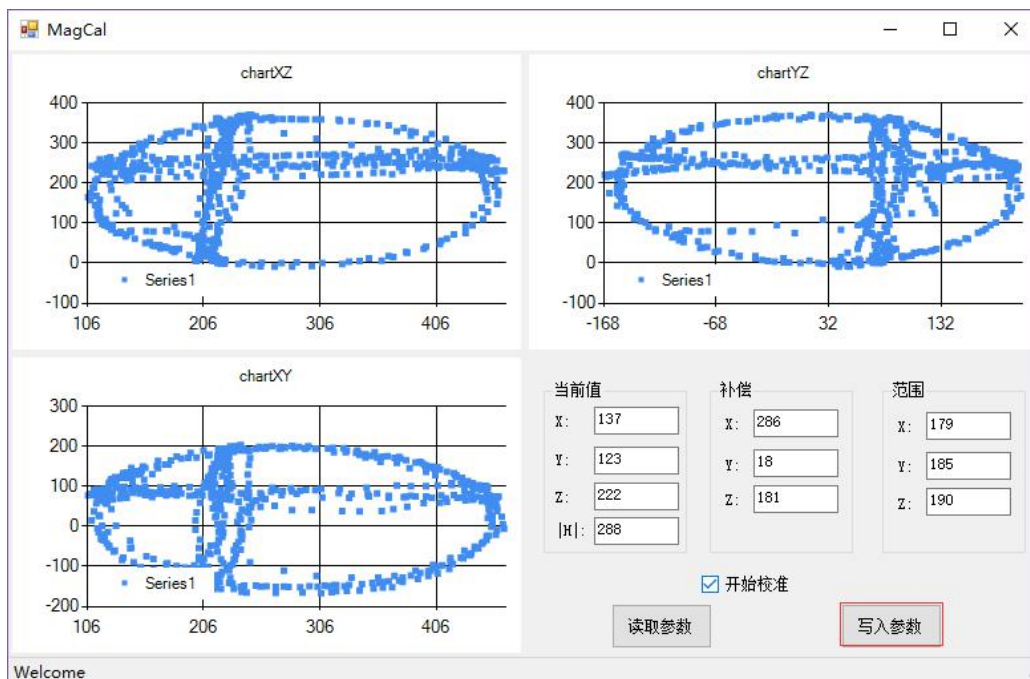 MagCal
chartXZ
400
300
200
100
0
-100
Series1
106 206 306 406
chartYZ
400
300
200
100
0
-100
Series1
-168 -68 32 132
chartXY
300
200
100
0
-100
-200
Series1
106 206 306 406
当前值
X: 137
Y: 123
Z: 222
|H|: 288
补偿
X: 286
Y: 18
Z: 181
范围
X: 179
Y: 185
Z: 190
开始校准
读取参数
写入参数
Welcome